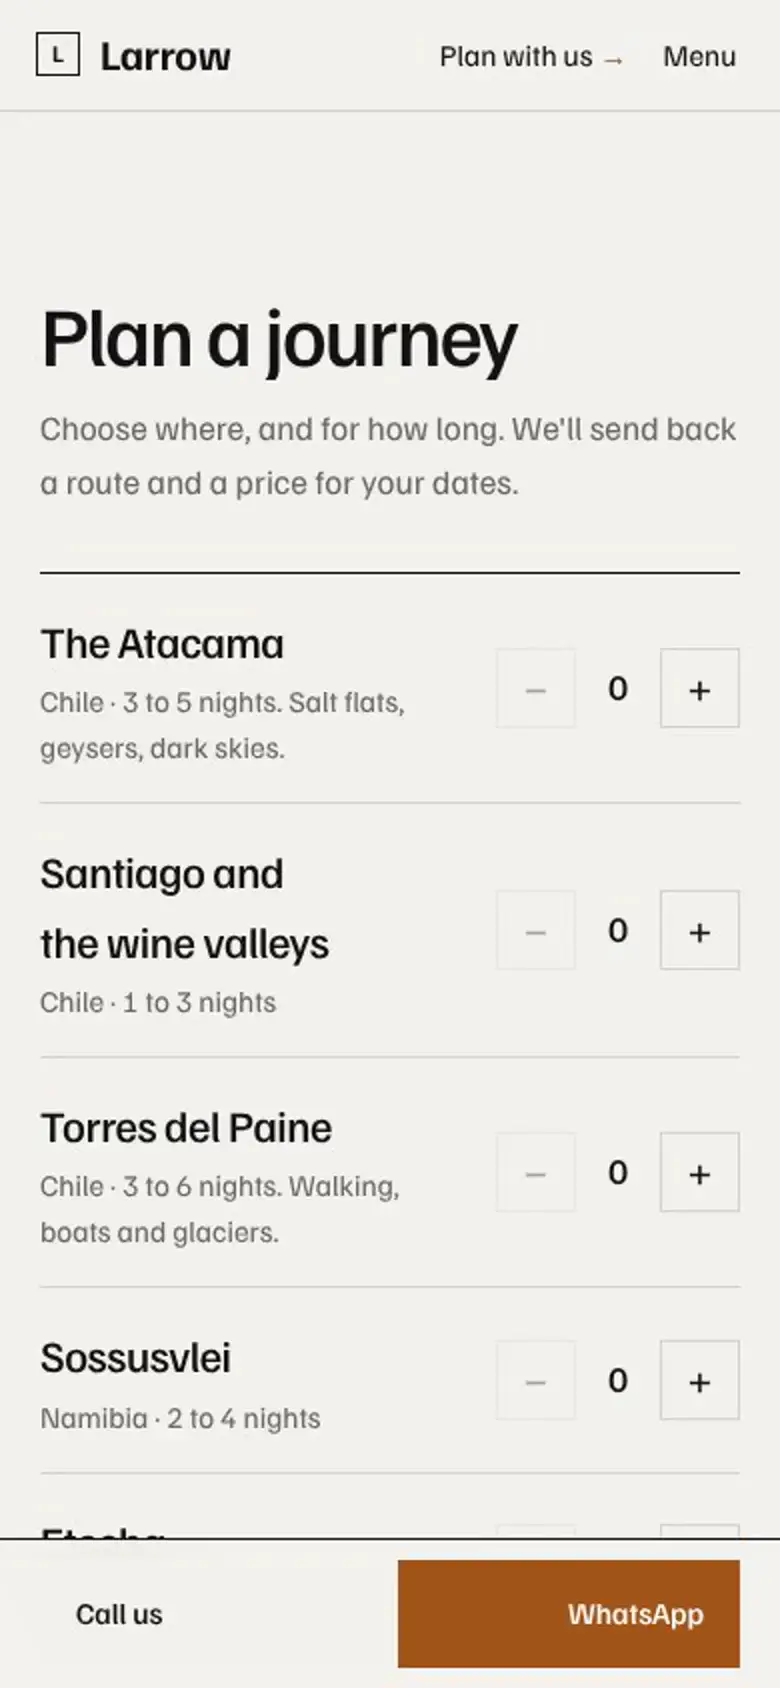 L Larrow Plan with us → Menu
Plan a journey
Choose where, and for how long. We'll send back
a route and a price for your dates.
The Atacama
Chile · 3 to 5 nights. Salt flats,
geysers, dark skies.
− 0 +
Santiago and
the wine valleys
Chile · 1 to 3 nights
− 0 +
Torres del Paine
Chile · 3 to 6 nights. Walking,
boats and glaciers.
− 0 +
Sossusvlei
Namibia · 2 to 4 nights
− 0 +
Call us WhatsApp